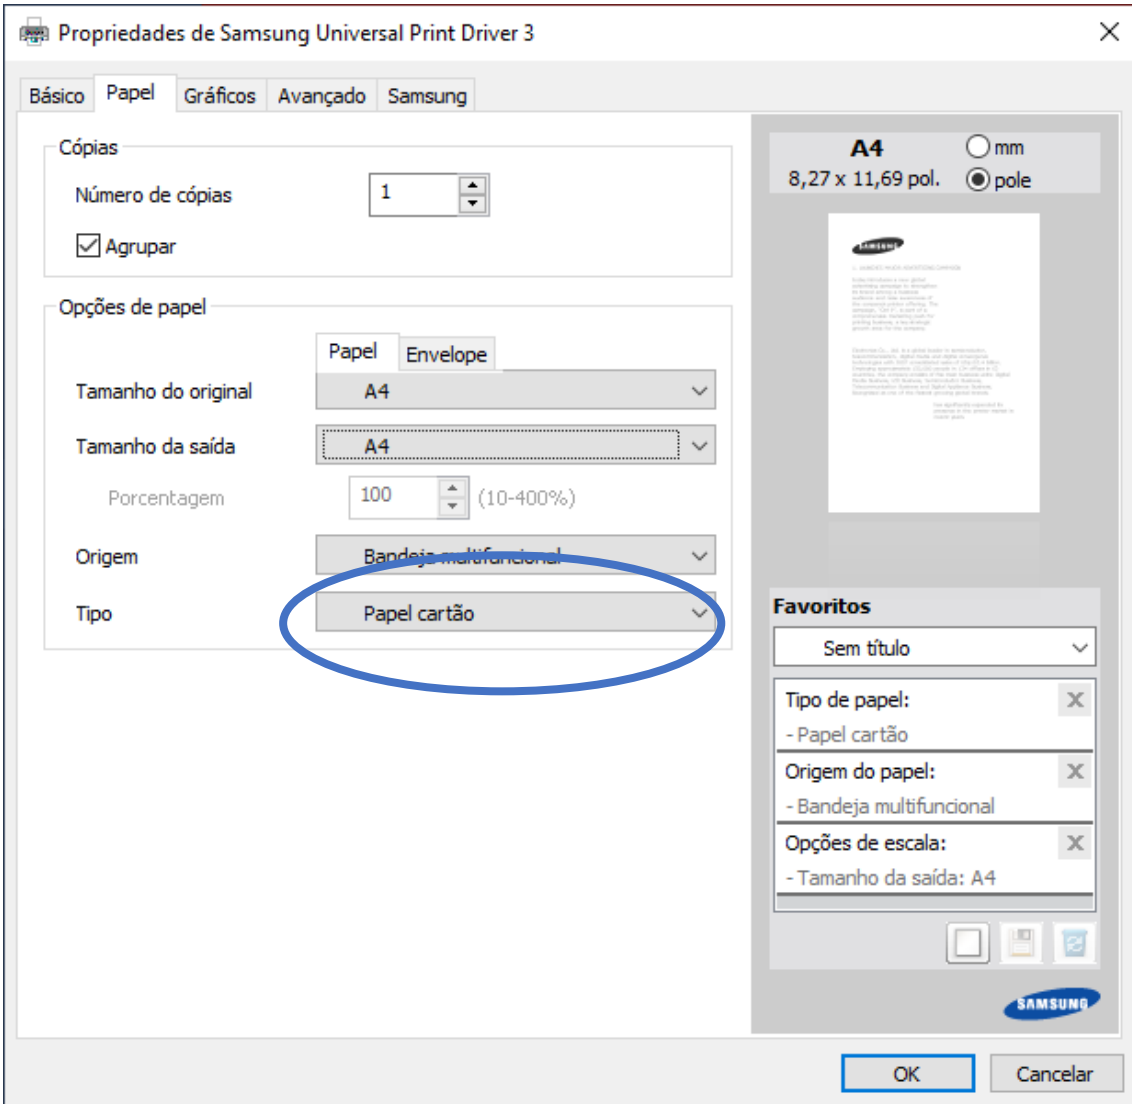 Propriedades de Samsung Universal Print Driver 3
Básico Papel Gráficos Avançado Samsung
Cópias
Número de cópias 1
Agrupar
Opções de papel
Papel Envelope
Tamanho do original A4
Tamanho da saída A4
Porcentagem 100 (10-400%)
Origem Bandeja multifuncional
Tipo Papel cartão
A4 mm
8,27 x 11,69 pol. pole
SAMSUNG
Favoritos
Sem título
Tipo de papel: X
- Papel cartão
Origem do papel: X
- Bandeja multifuncional
Opções de escala: X
- Tamanho da saída: A4
SAMSUNG
OK Cancelar